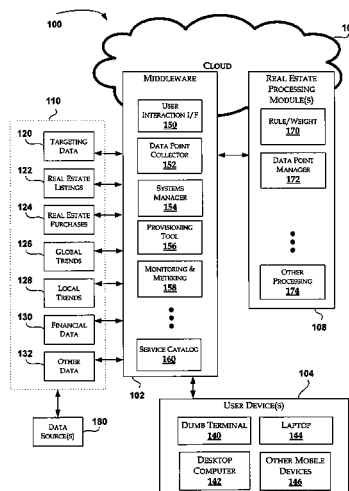 100
CLOUD
110
MIDDLEWARE
REAL ESTATE
PROCESSING
MODULE(S)
USER
INTERACTION I/F
150
DATA POINT
COLLECTOR
152
SYSTEMS
MANAGER
154
PROVISIONING
TOOL
156
MONITORING &
METERING
158
SERVICE CATALOG
160
102
RULE/WEIGHT
170
DATA POINT
MANAGER
172
OTHER
PROCESSING
174
108
120
TARGETING
DATA
122
REAL ESTATE
LISTINGS
124
REAL ESTATE
PURCHASES
126
GLOBAL
TRENDS
128
LOCAL
TRENDS
130
FINANCIAL
DATA
132
OTHER
DATA
DATA
SOURCE(S)
180
104
USER DEVICE(S)
DUMB TERMINAL
140
LAPTOP
144
DESKTOP
COMPUTER
142
OTHER MOBILE
DEVICES
146